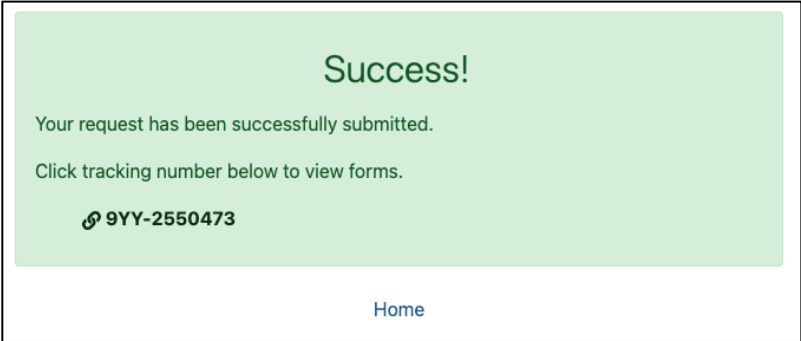 Success!
Your request has been successfully submitted.
Click tracking number below to view forms.
9YY-2550473
Home